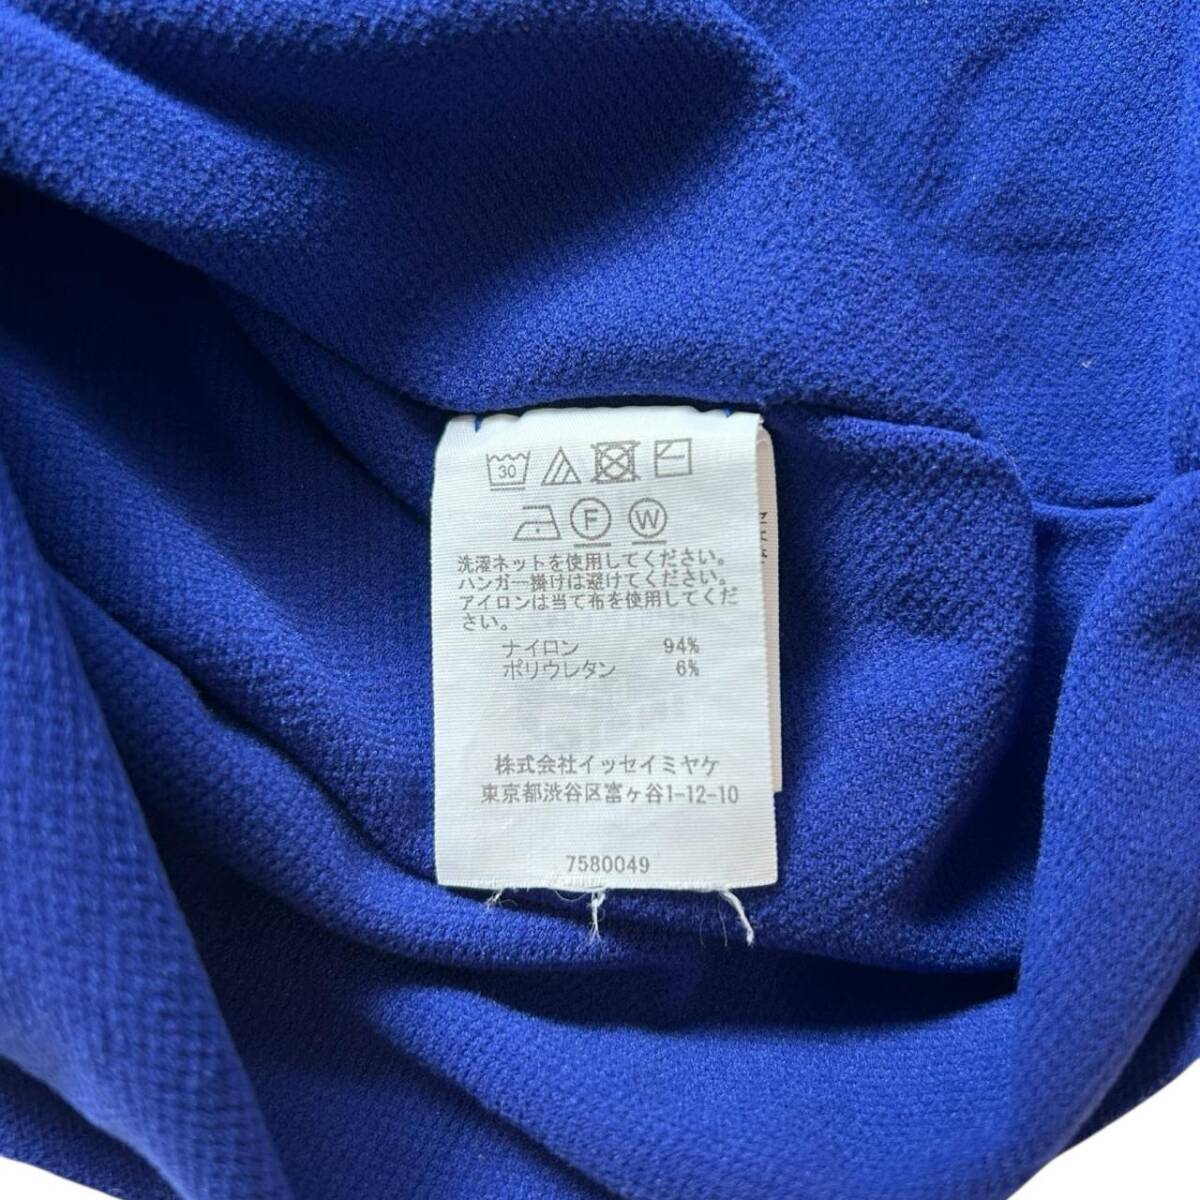 30
F W
洗濯ネットを使用してください。
ハンガー掛けは避けてください。
アイロンは当て布を使用してくだ
さい。
ナイロン 94%
ポリウレタン 6%
株式会社イッセイミヤケ
東京都渋谷区富ヶ谷1-12-10
7580049